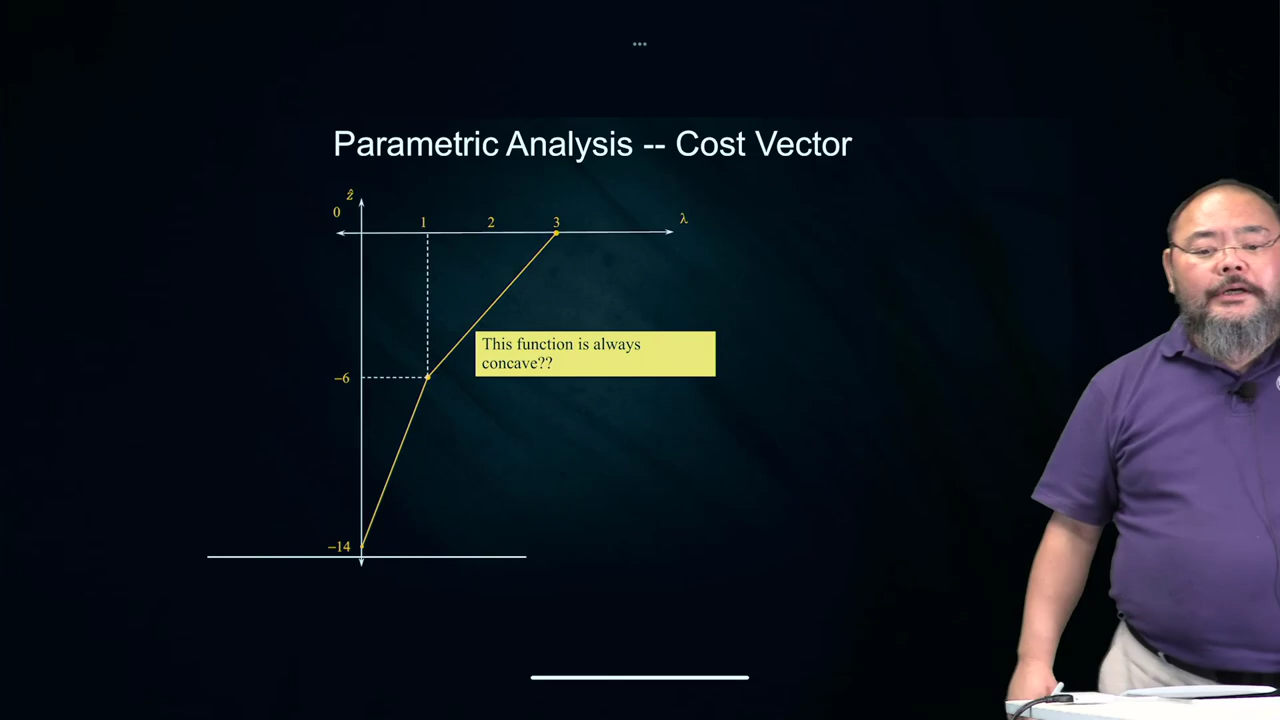 Parametric Analysis -- Cost Vector
ẑ
0
1
2
3
λ
This function is always
concave??
–6
–14